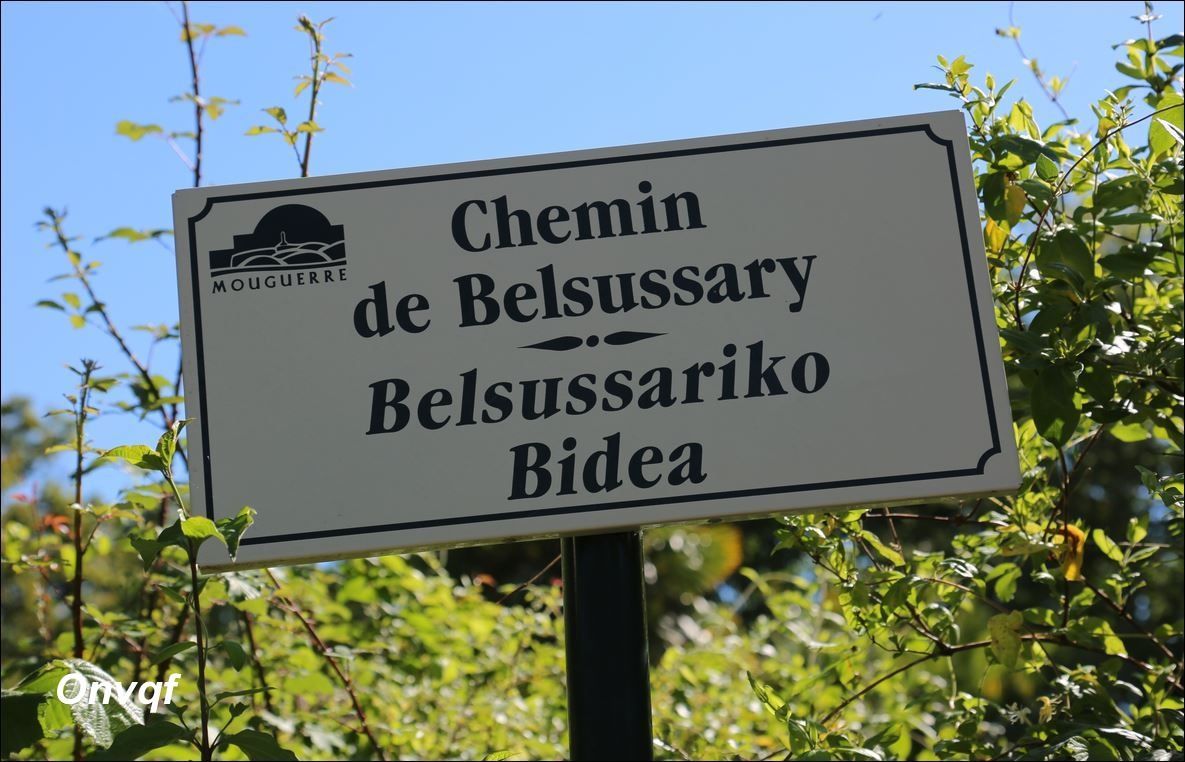 MOUGUERRE
Chemin
de Belsussary
Belsussariko
Bidea
Onvqf